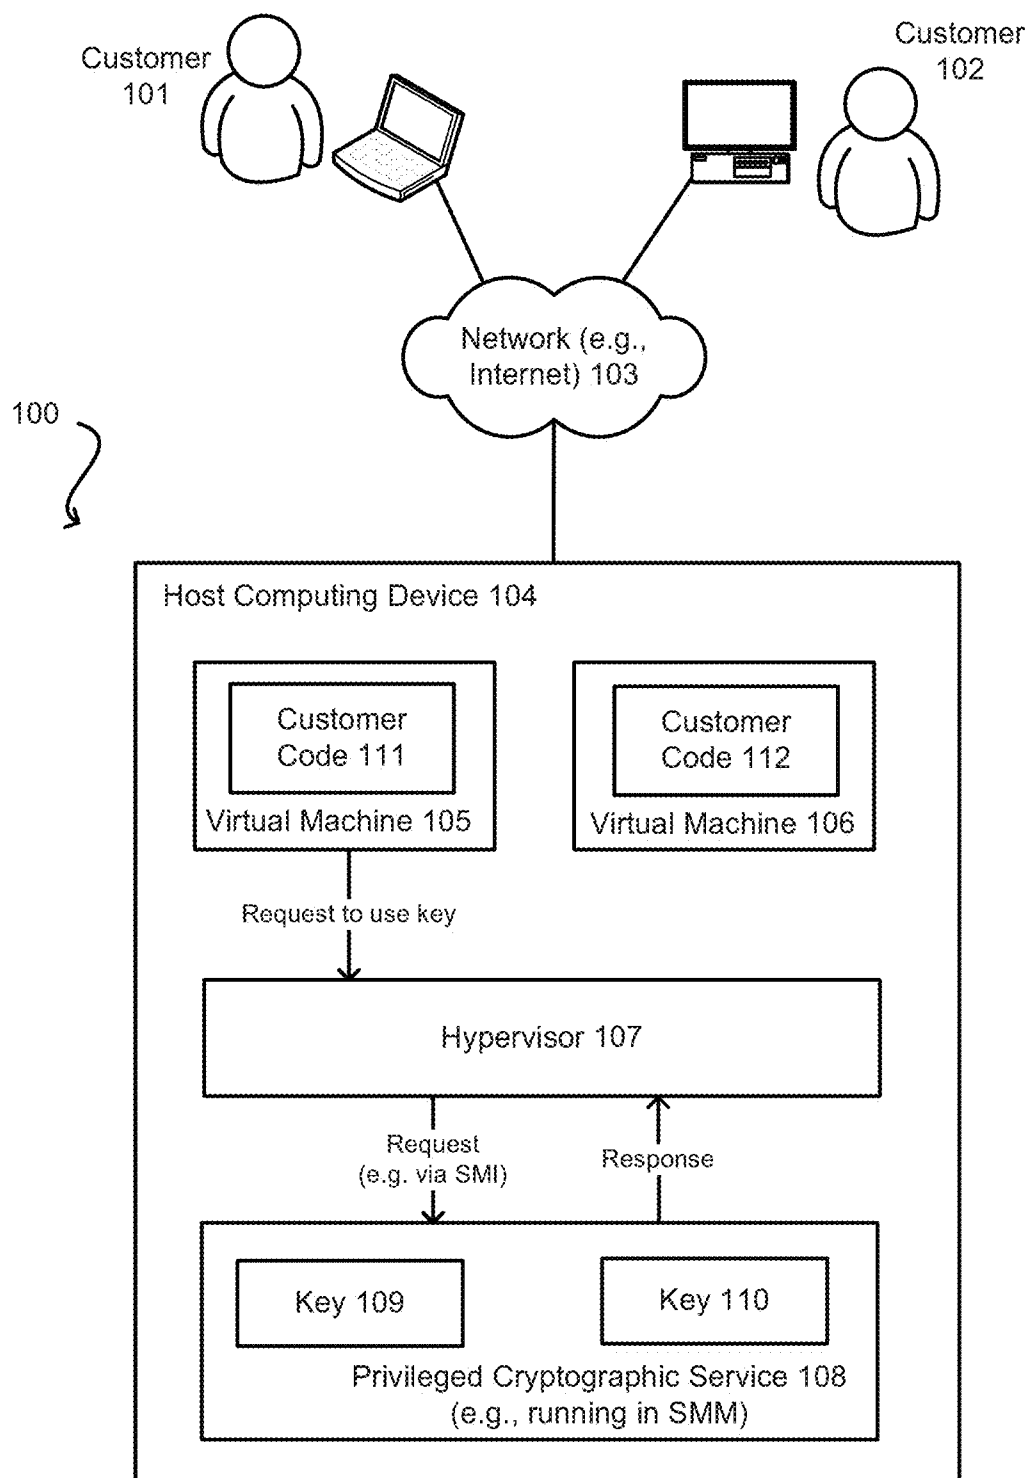 Customer
101
Customer
102
Network (e.g.,
Internet) 103
100
Host Computing Device 104
Customer
Code 111
Virtual Machine 105
Customer
Code 112
Virtual Machine 106
Request to use key
Hypervisor 107
Request
(e.g. via SMI)
Response
Key 109
Key 110
Privileged Cryptographic Service 108
(e.g., running in SMM)